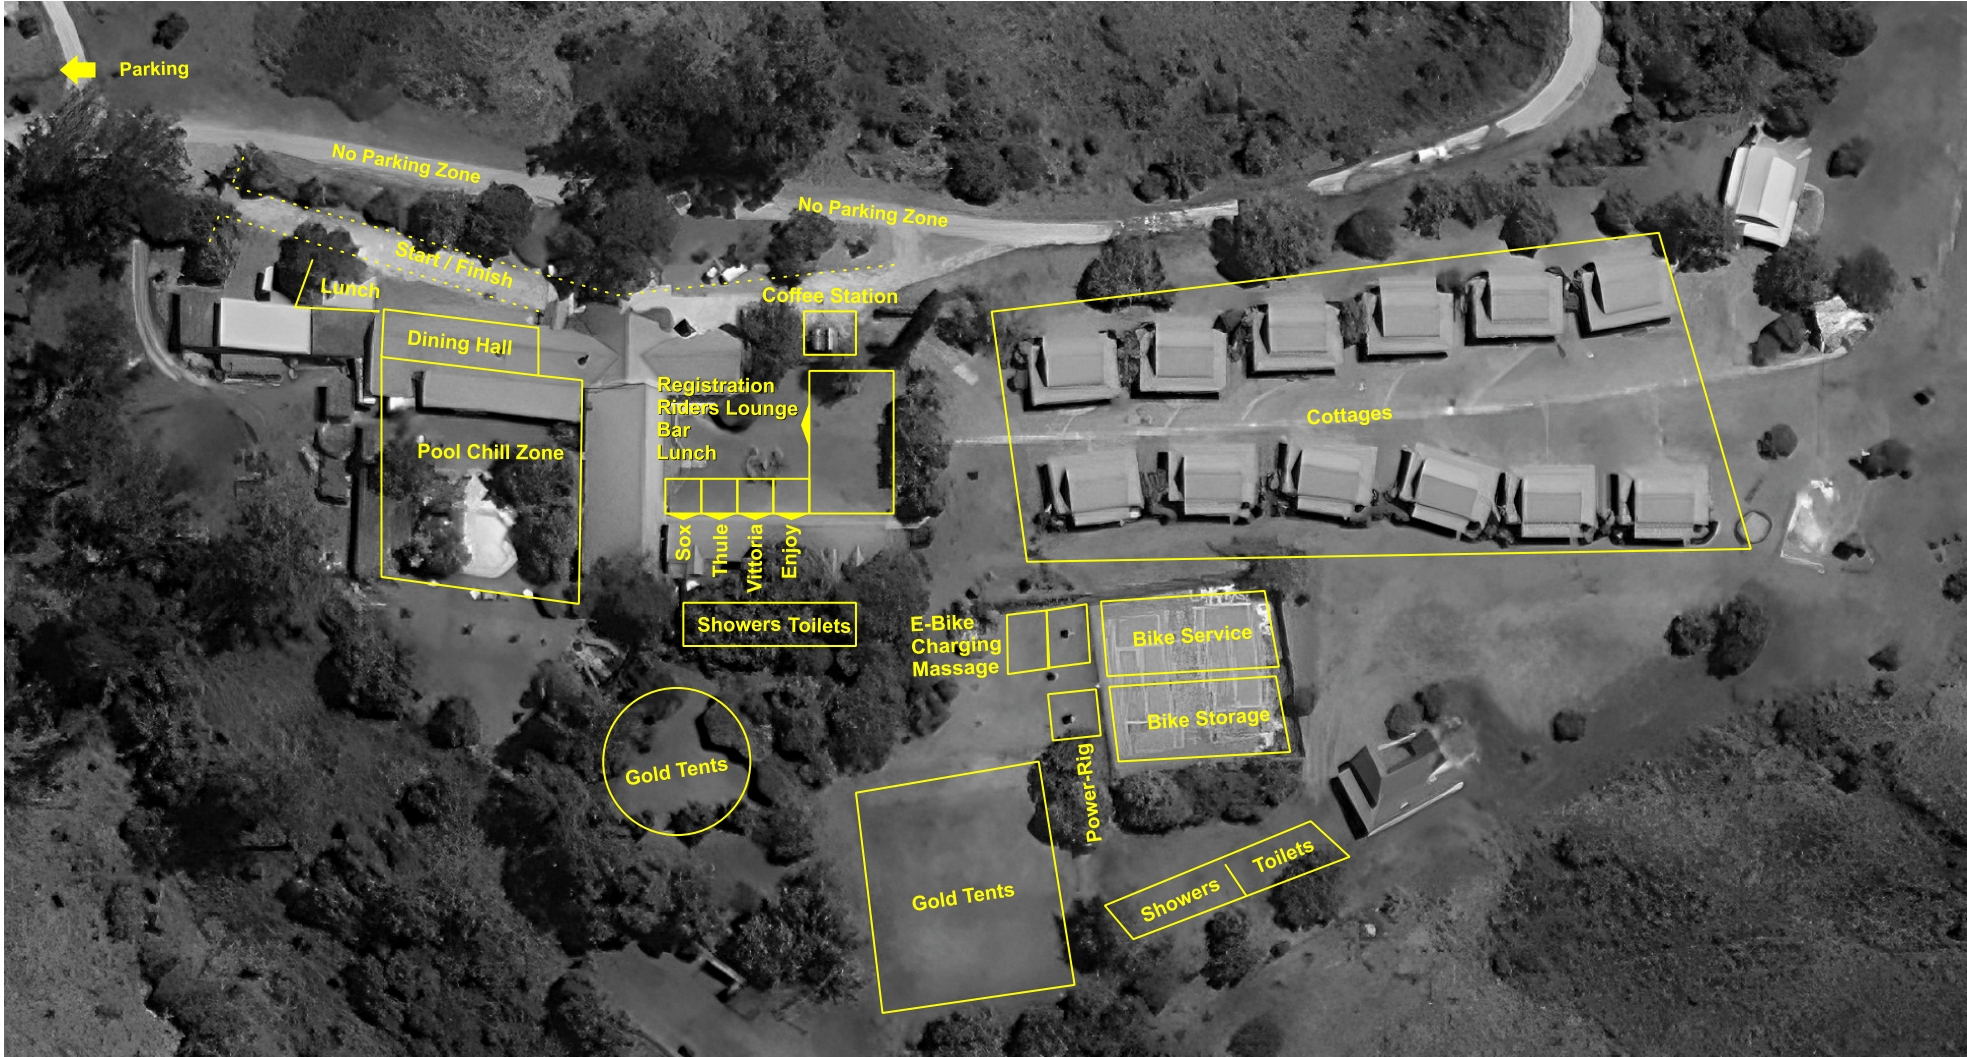 Parking
No Parking Zone
No Parking Zone
Start / Finish
Lunch
Coffee Station
Dining Hall
Registration
Riders Lounge
Bar
Lunch
Cottages
Pool Chill Zone
Sox
Thule
Vittoria
Enjoy
Showers Toilets
E-Bike
Charging
Massage
Bike Service
Bike Storage
Power-Rig
Gold Tents
Gold Tents
Showers
Toilets